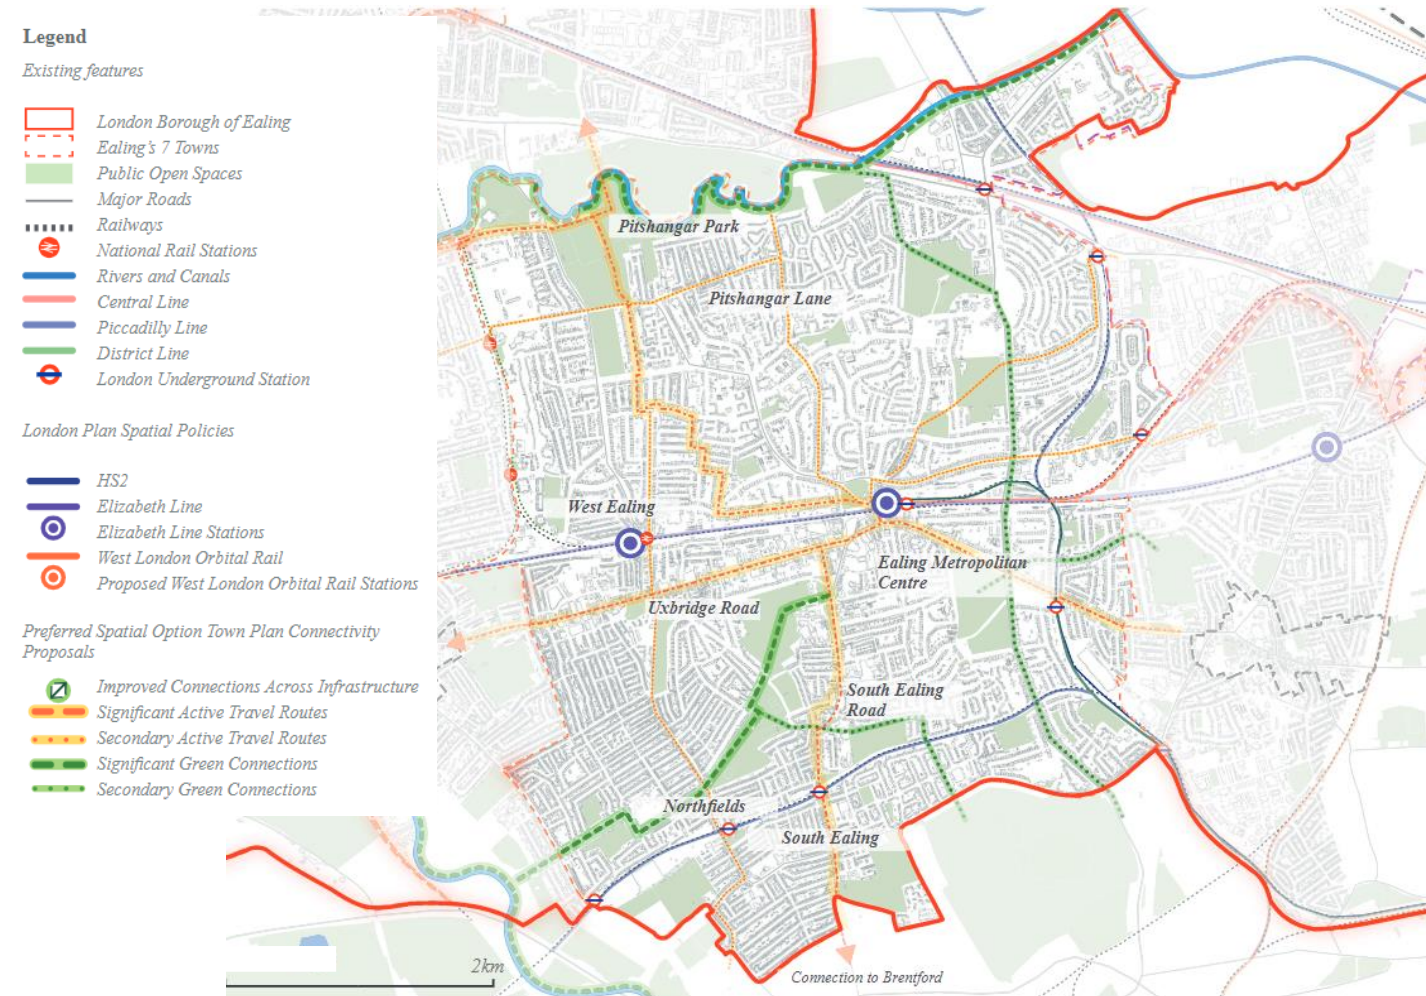 Legend
Existing features
London Borough of Ealing
Ealing's 7 Towns
Public Open Spaces
Major Roads
Railways
National Rail Stations
Rivers and Canals
Central Line
Piccadilly Line
District Line
London Underground Station
London Plan Spatial Policies
HS2
Elizabeth Line
Elizabeth Line Stations
West London Orbital Rail
Proposed West London Orbital Rail Stations
Preferred Spatial Option Town Plan Connectivity
Proposals
Improved Connections Across Infrastructure
Significant Active Travel Routes
Secondary Active Travel Routes
Significant Green Connections
Secondary Green Connections
Pitshangar Park
Pitshangar Lane
West Ealing
Ealing Metropolitan
Centre
Uxbridge Road
South Ealing
Road
Northfields
South Ealing
Connection to Brentford
2km